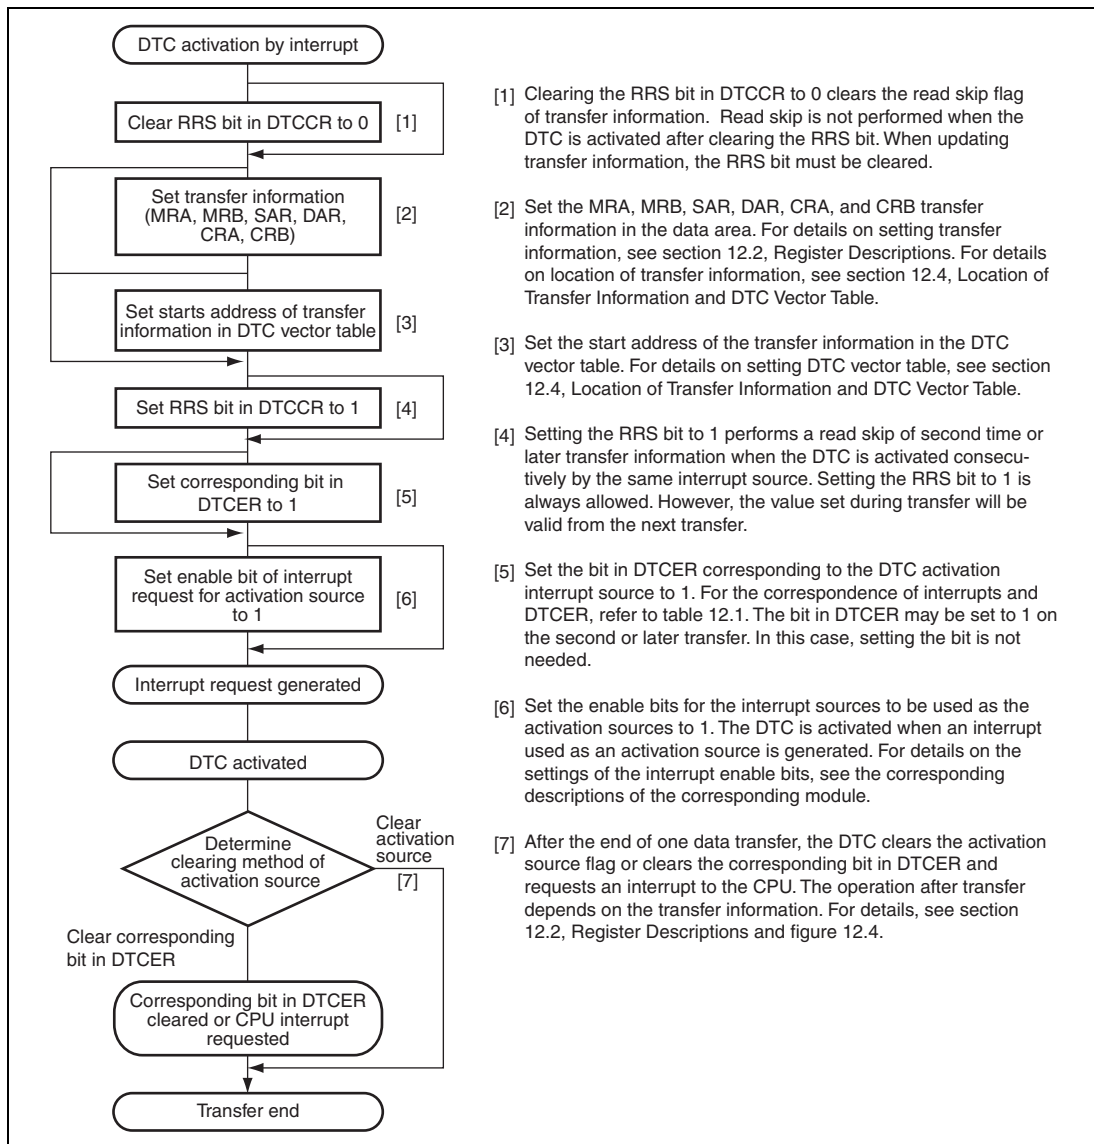 DTC activation by interrupt
Clear RRS bit in DTCCR to 0
[1]
Set transfer information
(MRA, MRB, SAR, DAR,
CRA, CRB)
[2]
Set starts address of transfer
information in DTC vector table
[3]
Set RRS bit in DTCCR to 1
[4]
Set corresponding bit in
DTCER to 1
[5]
Set enable bit of interrupt
request for activation source
to 1
[6]
Interrupt request generated
DTC activated
Determine
clearing method of
activation source
Clear
activation
source
[7]
Clear corresponding
bit in DTCER
Corresponding bit in DTCER
cleared or CPU interrupt
requested
Transfer end
[1] Clearing the RRS bit in DTCCR to 0 clears the read skip flag
of transfer information.  Read skip is not performed when the
DTC is activated after clearing the RRS bit. When updating
transfer information, the RRS bit must be cleared.
[2] Set the MRA, MRB, SAR, DAR, CRA, and CRB transfer
information in the data area. For details on setting transfer
information, see section 12.2, Register Descriptions. For details
on location of transfer information, see section 12.4, Location of
Transfer Information and DTC Vector Table.
[3] Set the start address of the transfer information in the DTC
vector table. For details on setting DTC vector table, see section
12.4, Location of Transfer Information and DTC Vector Table.
[4] Setting the RRS bit to 1 performs a read skip of second time or
later transfer information when the DTC is activated consecu-
tively by the same interrupt source. Setting the RRS bit to 1 is
always allowed. However, the value set during transfer will be
valid from the next transfer.
[5] Set the bit in DTCER corresponding to the DTC activation
interrupt source to 1. For the correspondence of interrupts and
DTCER, refer to table 12.1. The bit in DTCER may be set to 1 on
the second or later transfer. In this case, setting the bit is not
needed.
[6] Set the enable bits for the interrupt sources to be used as the
activation sources to 1. The DTC is activated when an interrupt
used as an activation source is generated. For details on the
settings of the interrupt enable bits, see the corresponding
descriptions of the corresponding module.
[7] After the end of one data transfer, the DTC clears the activation
source flag or clears the corresponding bit in DTCER and
requests an interrupt to the CPU. The operation after transfer
depends on the transfer information. For details, see section
12.2, Register Descriptions and figure 12.4.